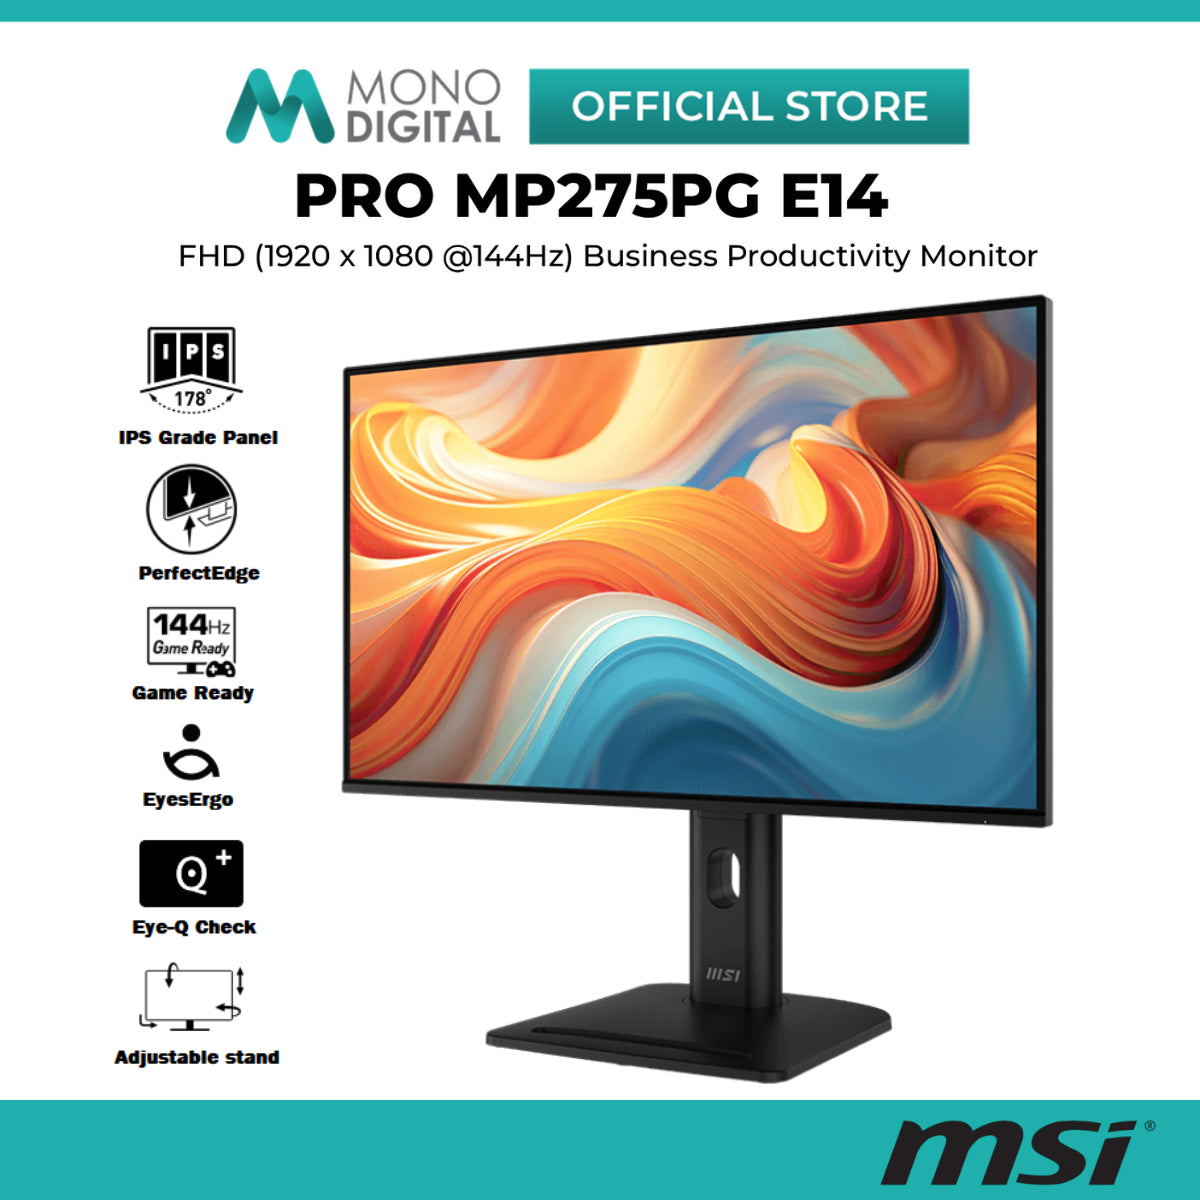 MONO
DIGITAL
OFFICIAL STORE
PRO MP275PG E14
FHD (1920 x 1080 @144Hz) Business Productivity Monitor
IPS
178°
IPS Grade Panel
PerfectEdge
144Hz
Game Ready
Game Ready
EyesErgo
Q+
Eye-Q Check
Adjustable stand
msi
msi®